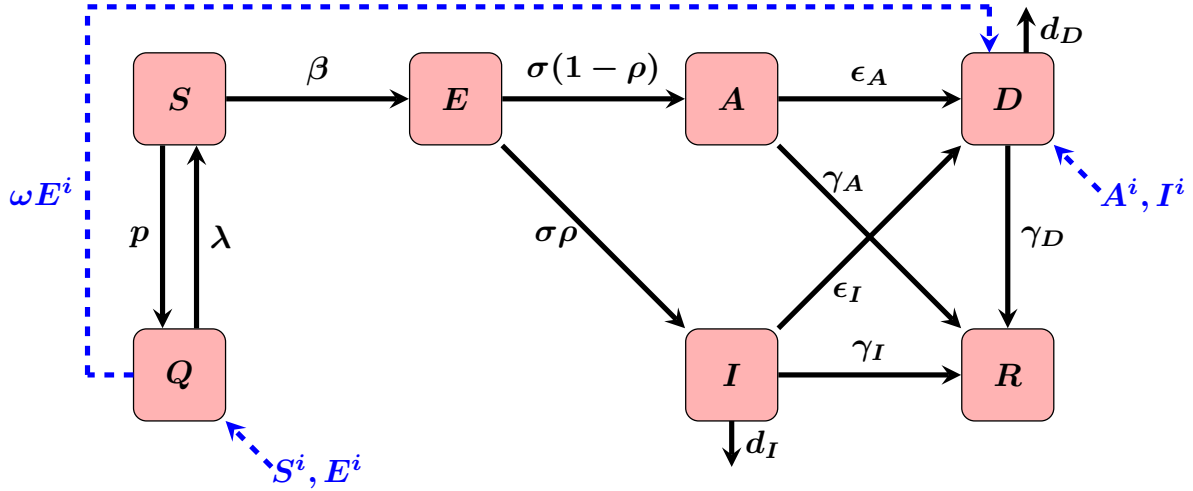 d_D
S
β
E
σ(1 − ρ)
A
ϵ_A
D
ωE^i
p
λ
σρ
γ_A
ϵ_I
γ_D
A^i, I^i
Q
I
γ_I
R
S^i, E^i
d_I